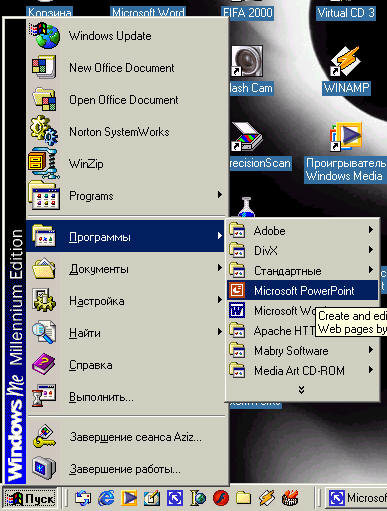 Корзина
Microsoft Word
FIFA 2000
Virtual CD 3
Flash Cam
WINAMP
PrecisionScan
Проигрыватель
Windows Media
Windows Me Millennium Edition
Windows Update
New Office Document
Open Office Document
Norton SystemWorks
WinZip
Programs
Программы
Документы
Настройка
Найти
Справка
Выполнить...
Завершение сеанса Aziz...
Завершение работы...
Adobe
DivX
Стандартные
Microsoft PowerPoint
Microsoft Wo
Apache HTT
Mabry Software
Media Art CD-ROM
Create and edi
Web pages by
Пуск
Microsof